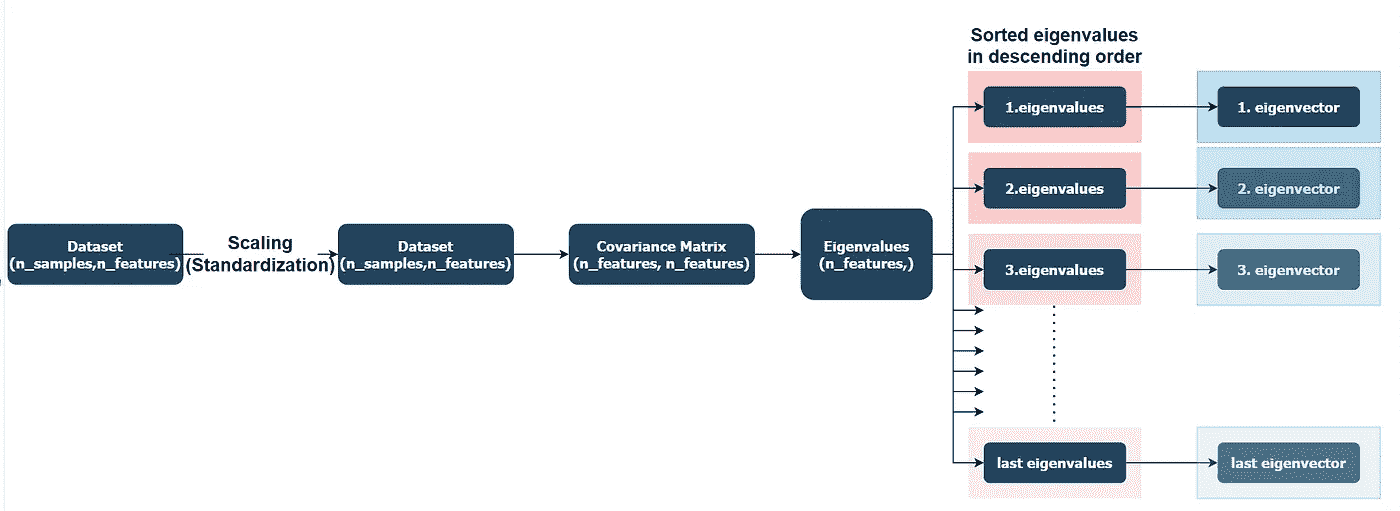 Sorted eigenvalues
in descending order
1.eigenvalues
1. eigenvector
2.eigenvalues
2. eigenvector
Dataset
(n_samples,n_features)
Scaling
(Standardization)
Dataset
(n_samples,n_features)
Covariance Matrix
(n_features, n_features)
Eigenvalues
(n_features,)
3.eigenvalues
3. eigenvector
last eigenvalues
last eigenvector